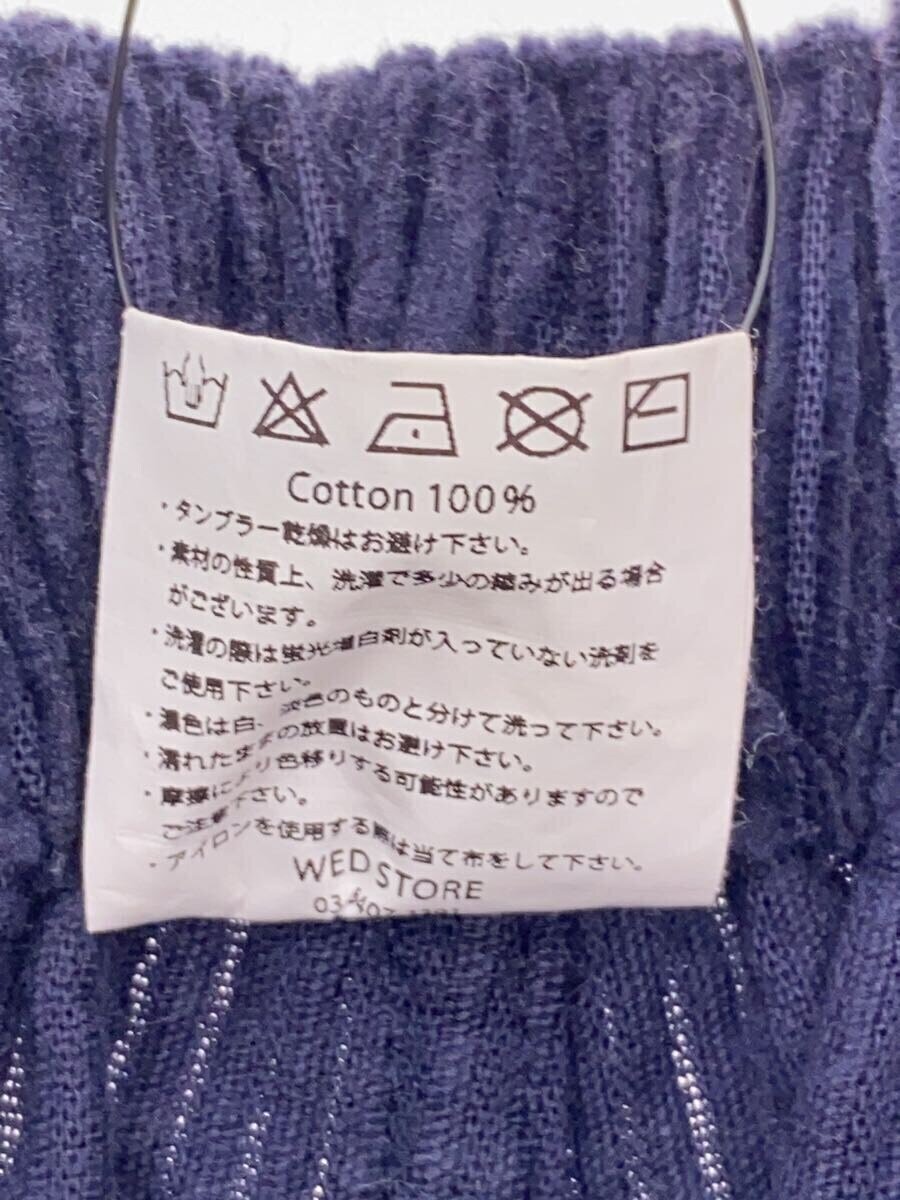 Cotton 100%
・タンブラー乾燥はお避け下さい。
・素材の性質上、洗濯で多少の縮みが出る場合
がございます。
・洗濯の際は蛍光増白剤が入っていない洗剤を
ご使用下さい。
・濃色は白、淡色のものと分けて洗って下さい。
・濡れたままの放置はお避け下さい。
・摩擦により色移りする可能性がありますので
ご注意下さい。
・アイロンを使用する際は当て布をして下さい。
WED STORE
03